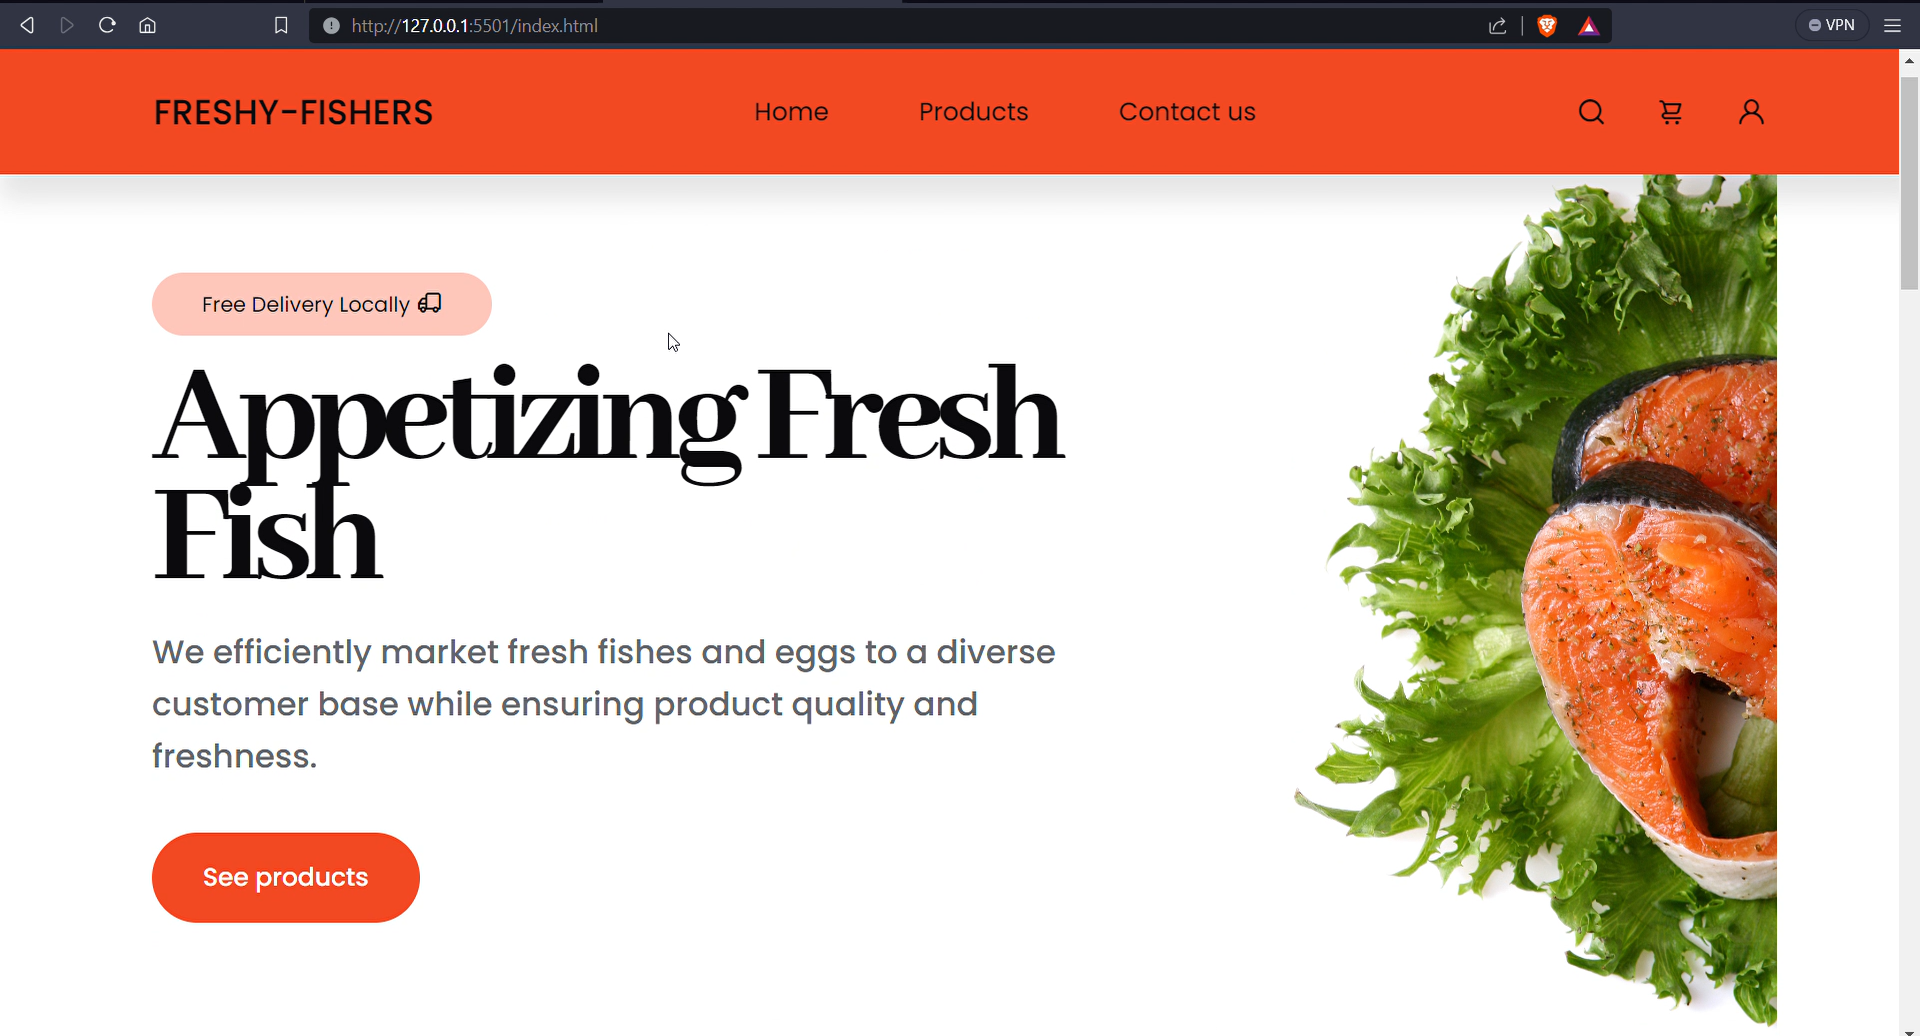 http://127.0.0.1:5501/index.html
VPN
FRESHY-FISHERS
Home
Products
Contact us
Free Delivery Locally
Appetizing Fresh
Fish
We efficiently market fresh fishes and eggs to a diverse
customer base while ensuring product quality and
freshness.
See products